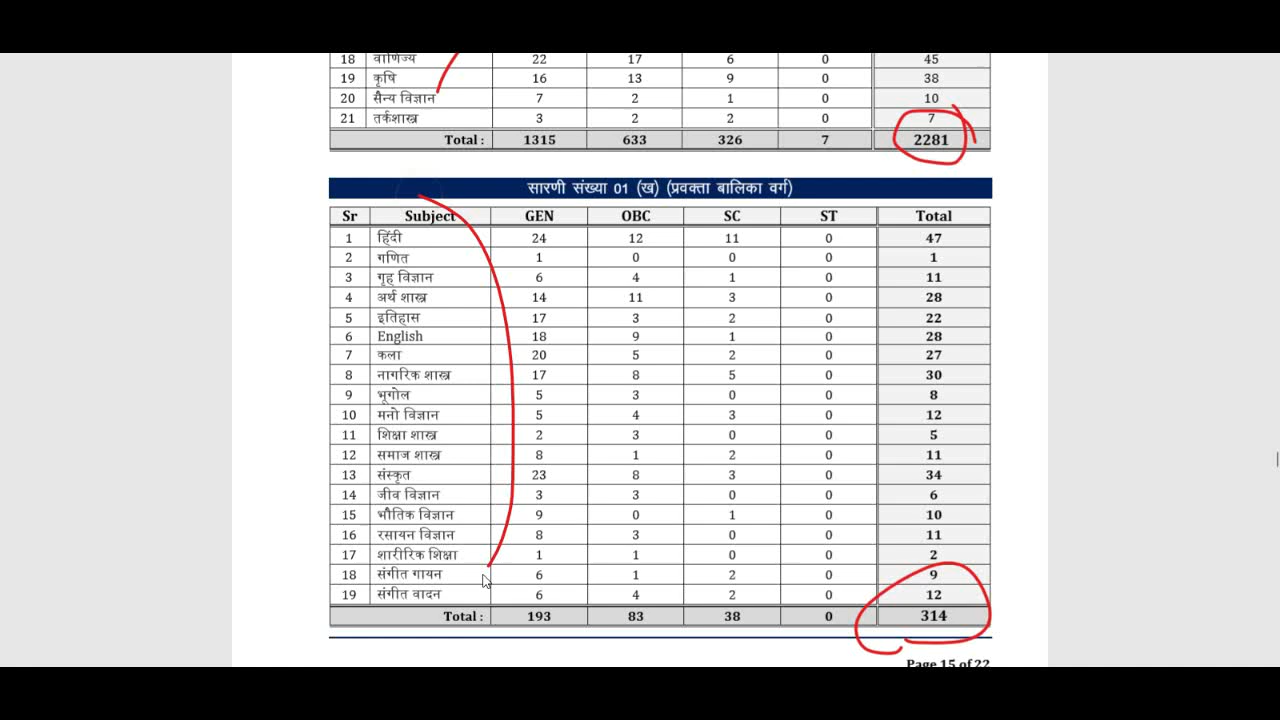 18 वाणिज्य 22 17 6 0 45
19 कृषि 16 13 9 0 38
20 सैन्य विज्ञान 7 2 1 0 10
21 तर्कशास्त्र 3 2 2 0 7
Total : 1315 633 326 7 2281
सारणी संख्या 01 (ख) (प्रवक्ता बालिका वर्ग)
Sr Subject GEN OBC SC ST Total
1 हिंदी 24 12 11 0 47
2 गणित 1 0 0 0 1
3 गृह विज्ञान 6 4 1 0 11
4 अर्थ शास्त्र 14 11 3 0 28
5 इतिहास 17 3 2 0 22
6 English 18 9 1 0 28
7 कला 20 5 2 0 27
8 नागरिक शास्त्र 17 8 5 0 30
9 भूगोल 5 3 0 0 8
10 मनो विज्ञान 5 4 3 0 12
11 शिक्षा शास्त्र 2 3 0 0 5
12 समाज शास्त्र 8 1 2 0 11
13 संस्कृत 23 8 3 0 34
14 जीव विज्ञान 3 3 0 0 6
15 भौतिक विज्ञान 9 0 1 0 10
16 रसायन विज्ञान 8 3 0 0 11
17 शारीरिक शिक्षा 1 1 0 0 2
18 संगीत गायन 6 1 2 0 9
19 संगीत वादन 6 4 2 0 12
Total : 193 83 38 0 314
Page 15 of 22